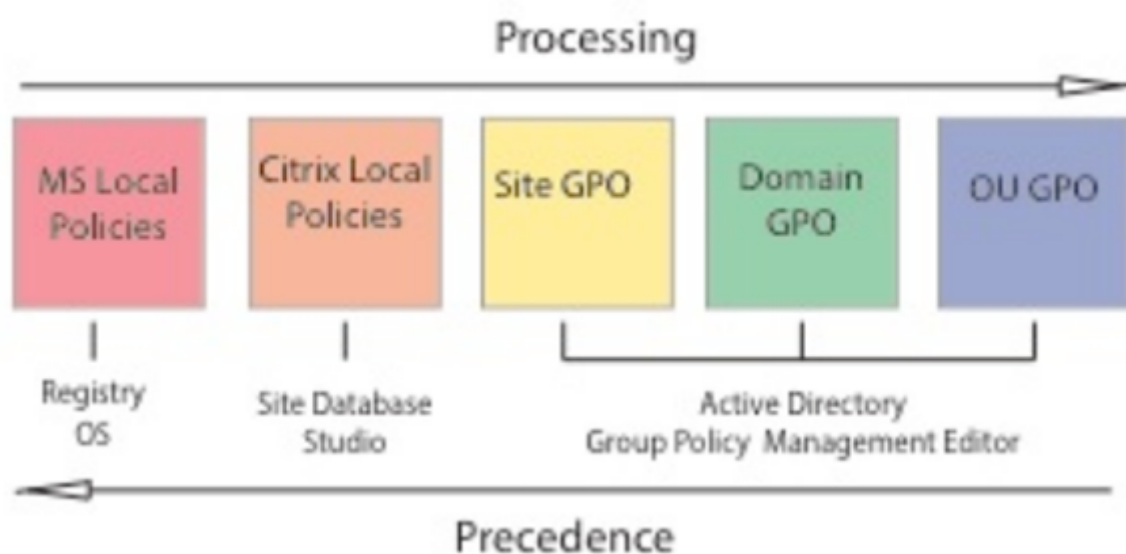 Processing
MS Local
Policies
Citrix Local
Policies
Site GPO
Domain
GPO
OU GPO
Registry
OS
Site Database
Studio
Active Directory
Group Policy Management Editor
Precedence